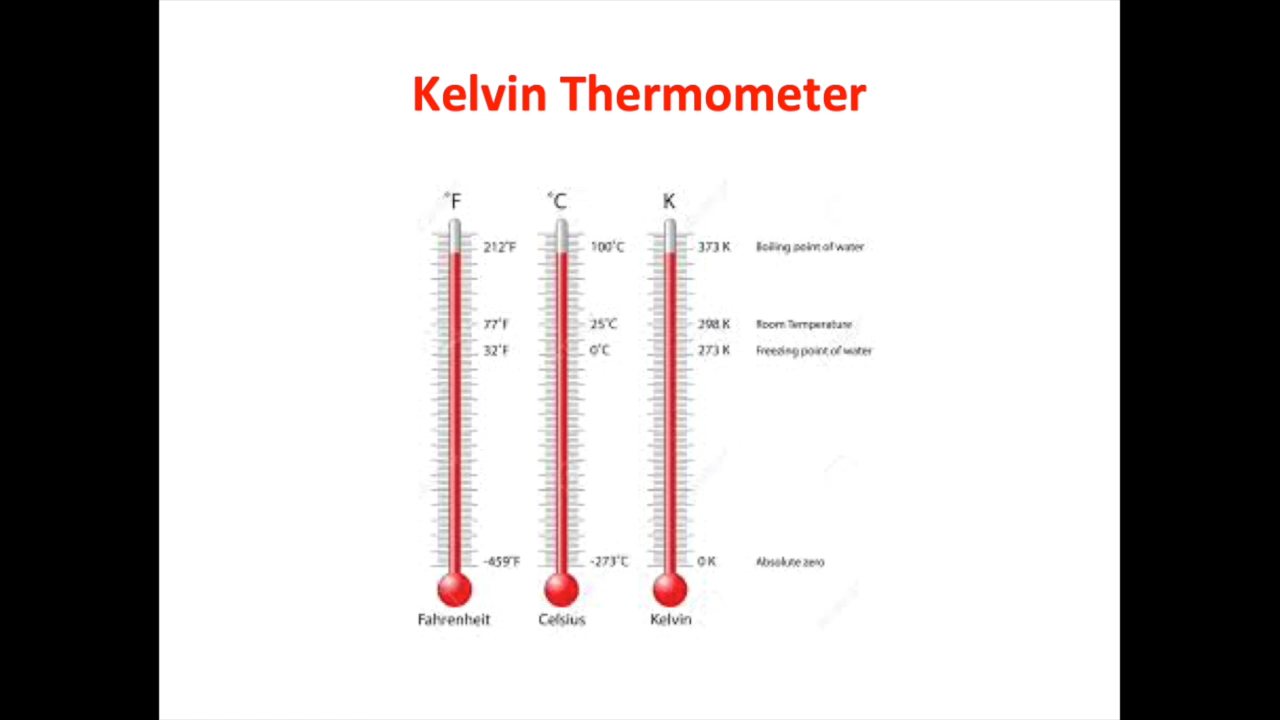 Kelvin Thermometer
°F °C K
212°F 100°C 373 K Boiling point of water
77°F 25°C 298 K Room Temperature
32°F 0°C 273 K Freezing point of water
-459°F -273°C 0 K Absolute zero
Fahrenheit Celsius Kelvin